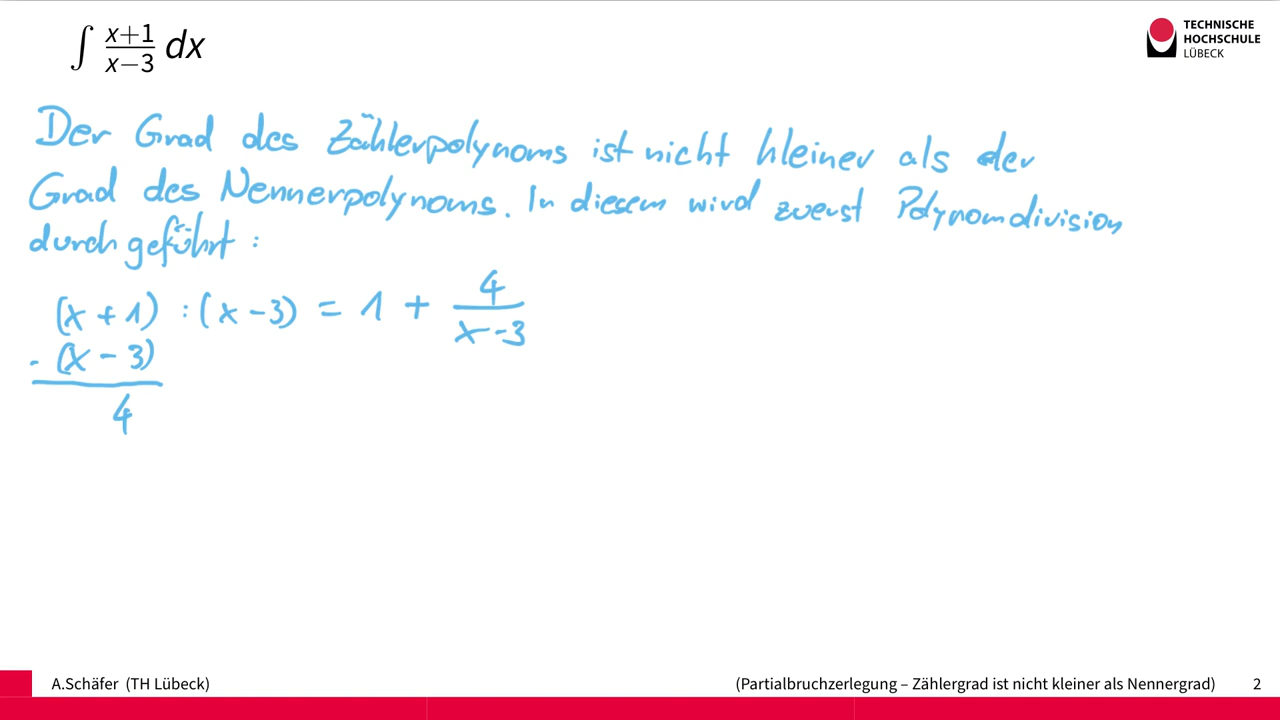 ∫ x+1/x−3 dx
TECHNISCHE
HOCHSCHULE
LÜBECK
Der Grad des Zählerpolynoms ist nicht kleiner als der
Grad des Nennerpolynoms. In diesem wird zuerst Polynomdivision
durchgeführt :
(x + 1) : (x - 3) = 1 + 4/x-3
- (x - 3)
4
A.Schäfer (TH Lübeck)
(Partialbruchzerlegung – Zählergrad ist nicht kleiner als Nennergrad)
2